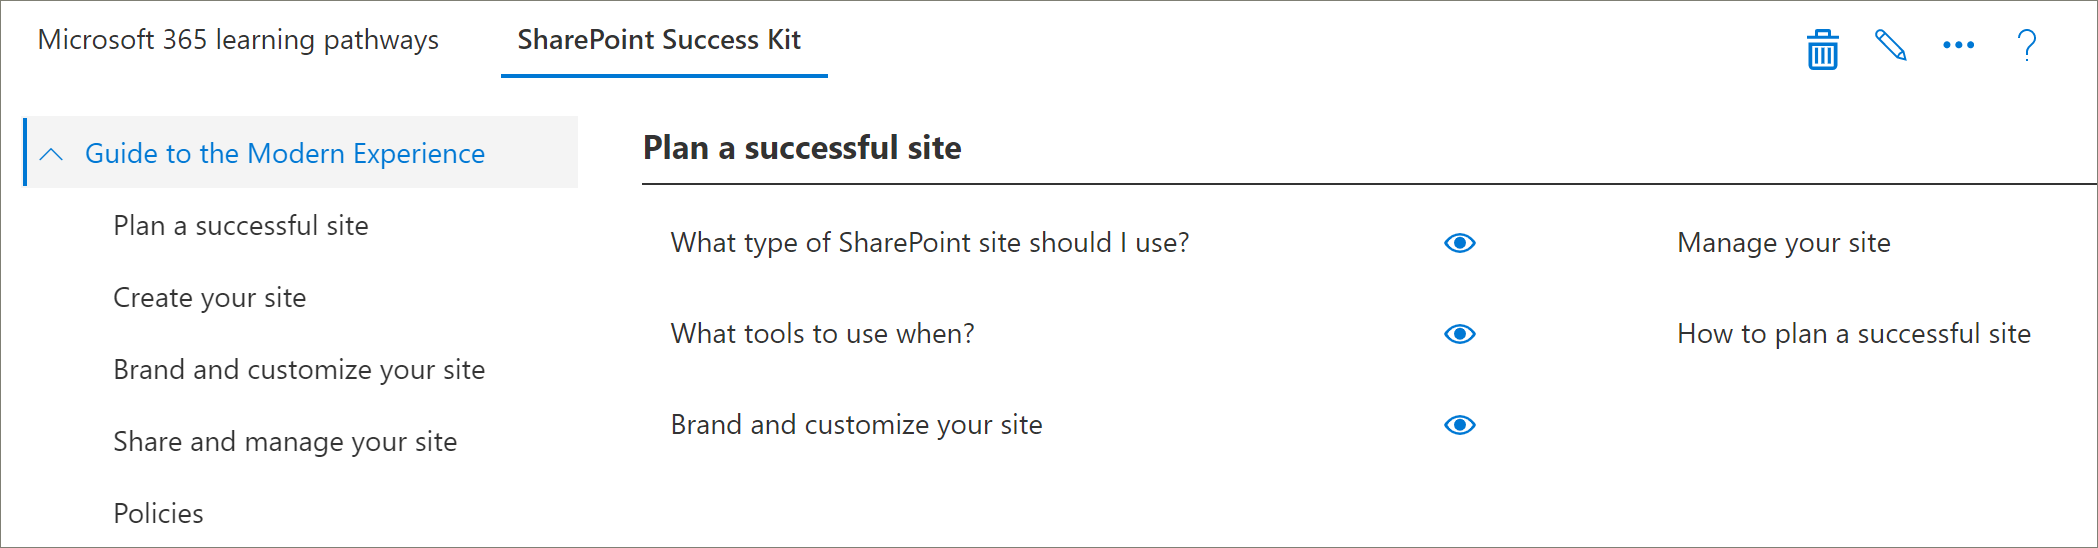 Microsoft 365 learning pathways
SharePoint Success Kit
Guide to the Modern Experience
Plan a successful site
Create your site
Brand and customize your site
Share and manage your site
Policies
Plan a successful site
What type of SharePoint site should I use?
Manage your site
What tools to use when?
How to plan a successful site
Brand and customize your site